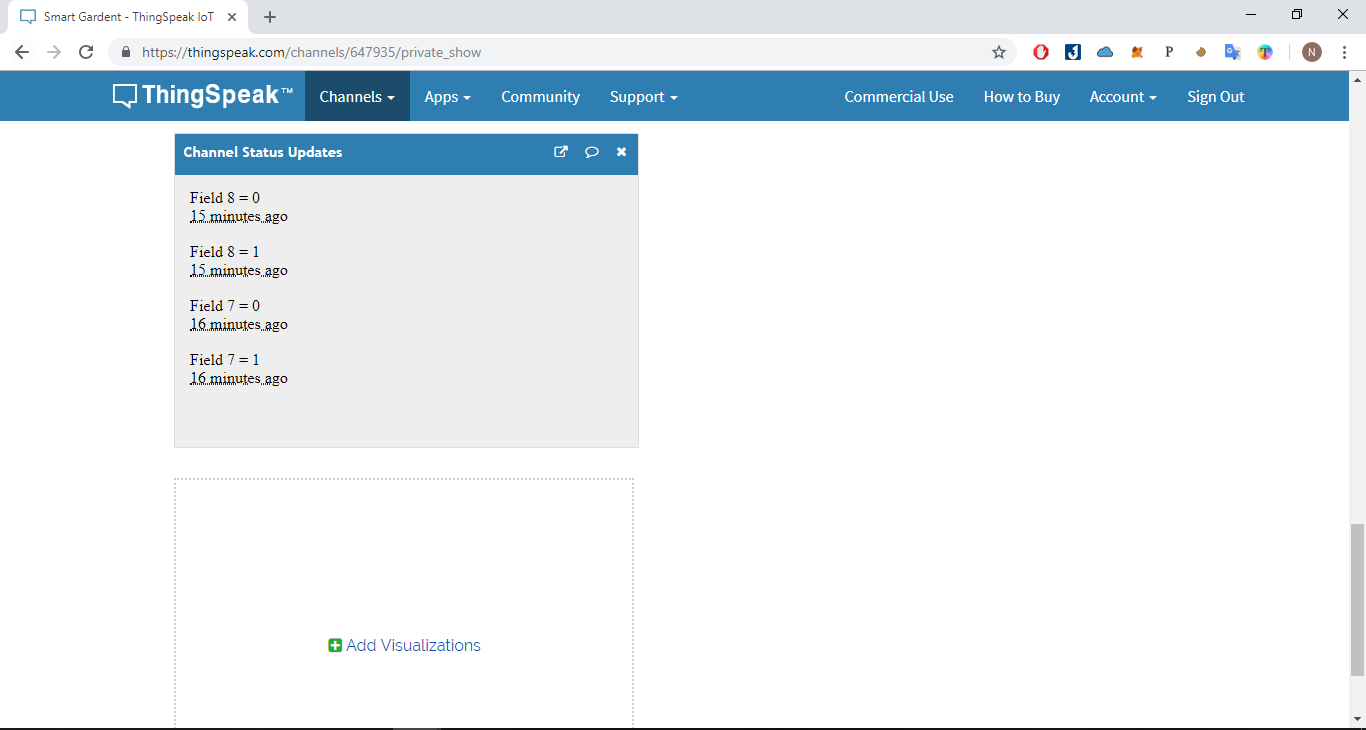 Smart Gardent - ThingSpeak IoT
https://thingspeak.com/channels/647935/private_show
P
N
ThingSpeak™ Channels Apps Community Support Commercial Use How to Buy Account Sign Out
Channel Status Updates
Field 8 = 0
15 minutes ago
Field 8 = 1
15 minutes ago
Field 7 = 0
16 minutes ago
Field 7 = 1
16 minutes ago
Add Visualizations